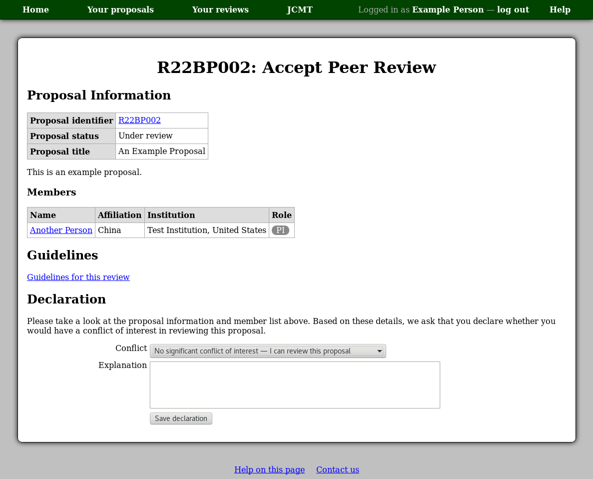 Home Your proposals Your reviews JCMT Logged in as Example Person — log out Help
R22BP002: Accept Peer Review
Proposal Information
Proposal identifier R22BP002
Proposal status Under review
Proposal title An Example Proposal
This is an example proposal.
Members
Name Affiliation Institution Role
Another Person China Test Institution, United States PI
Guidelines
Guidelines for this review
Declaration
Please take a look at the proposal information and member list above. Based on these details, we ask that you declare whether you
would have a conflict of interest in reviewing this proposal.
Conflict No significant conflict of interest — I can review this proposal
Explanation
Save declaration
Help on this page Contact us